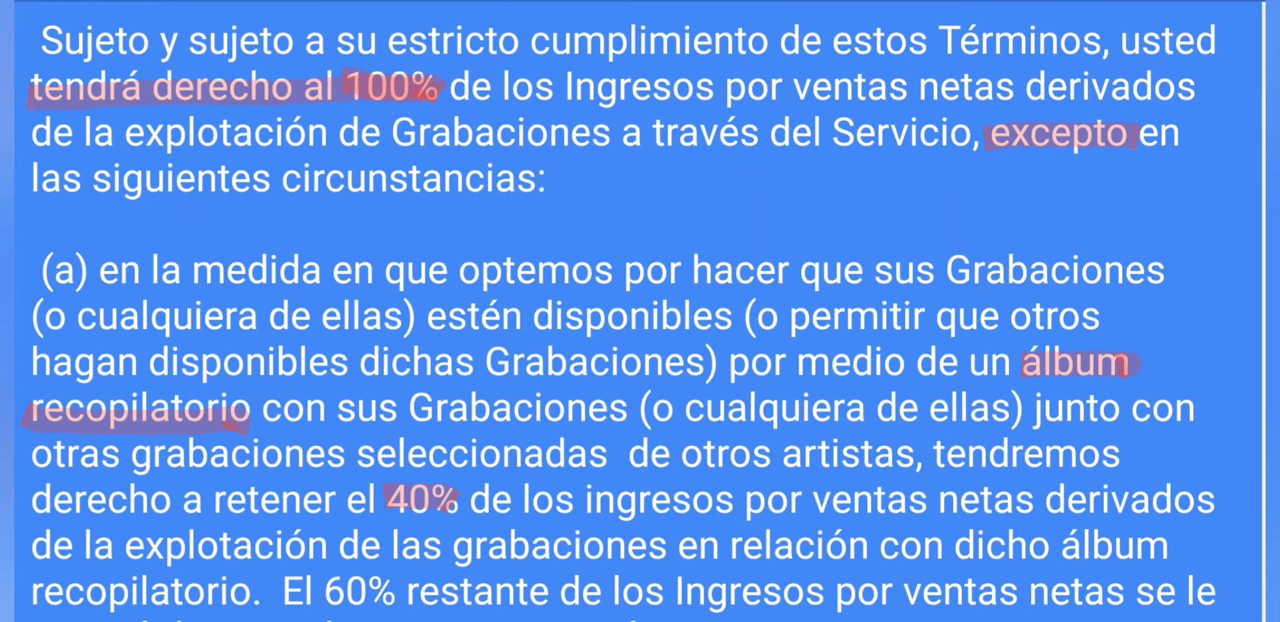 Sujeto y sujeto a su estricto cumplimiento de estos Términos, usted
tendrá derecho al 100% de los Ingresos por ventas netas derivados
de la explotación de Grabaciones a través del Servicio, excepto en
las siguientes circunstancias:
(a) en la medida en que optemos por hacer que sus Grabaciones
(o cualquiera de ellas) estén disponibles (o permitir que otros
hagan disponibles dichas Grabaciones) por medio de un álbum
recopilatorio con sus Grabaciones (o cualquiera de ellas) junto con
otras grabaciones seleccionadas  de otros artistas, tendremos
derecho a retener el 40% de los ingresos por ventas netas derivados
de la explotación de las grabaciones en relación con dicho álbum
recopilatorio.  El 60% restante de los Ingresos por ventas netas se le